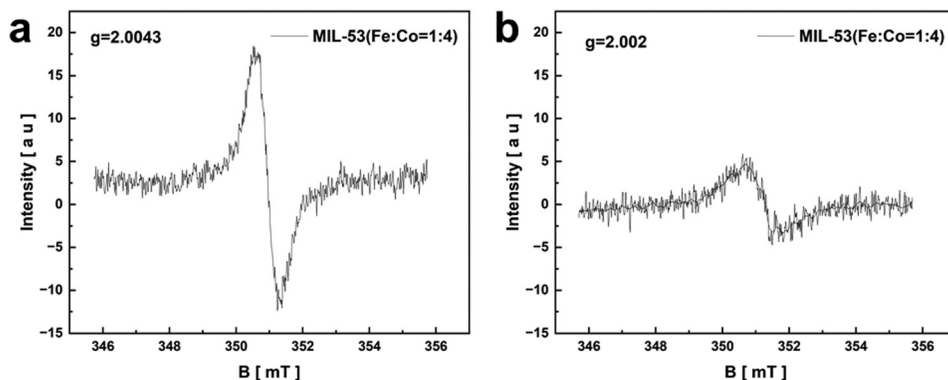 a
g=2.0043
MIL-53(Fe:Co=1:4)
Intensity [ a u ]
20
15
10
5
0
−5
−10
−15
346 348 350 352 354 356
B [ mT ]
b
g=2.002
MIL-53(Fe:Co=1:4)
Intensity [ a u ]
20
15
10
5
0
−5
−10
−15
346 348 350 352 354 356
B [ mT ]